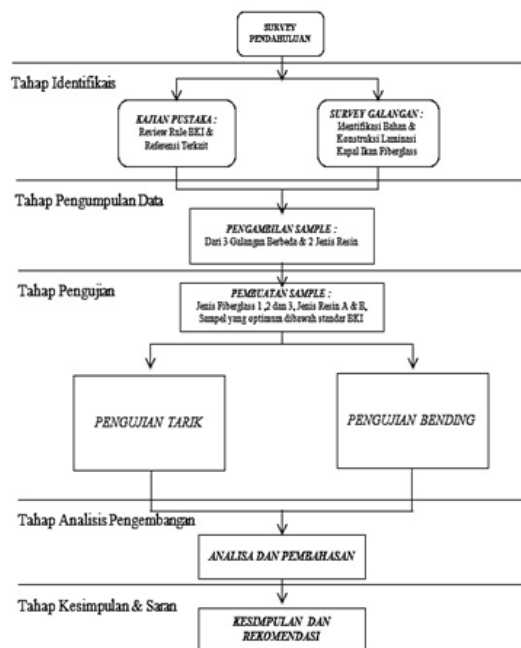 SURVEY
PENDAHULUAN
Tahap Identifikais
KAJIAN PUSTAKA :
Review Rule BKI &
Referensi Terkait
SURVEY GALANGAN :
Identifikasi Bahan &
Konstruksi Laminasi
Kapal Ikan Fiberglass
Tahap Pengumpulan Data
PENGAMBILAN SAMPLE :
Dari 3 Galangan Berbeda & 2 Jenis Resin
Tahap Pengujian
PEMBUATAN SAMPLE :
Jenis Fiberglass 1 ,2 dan 3, Jenis Resin A & B,
Sampel yang optimum dibawah standar BKI
PENGUJIAN TARIK
PENGUJIAN BENDING
Tahap Analisis Pengembangan
ANALISA DAN PEMBAHASAN
Tahap Kesimpulan & Saran
KESIMPULAN DAN
REKOMENDASI